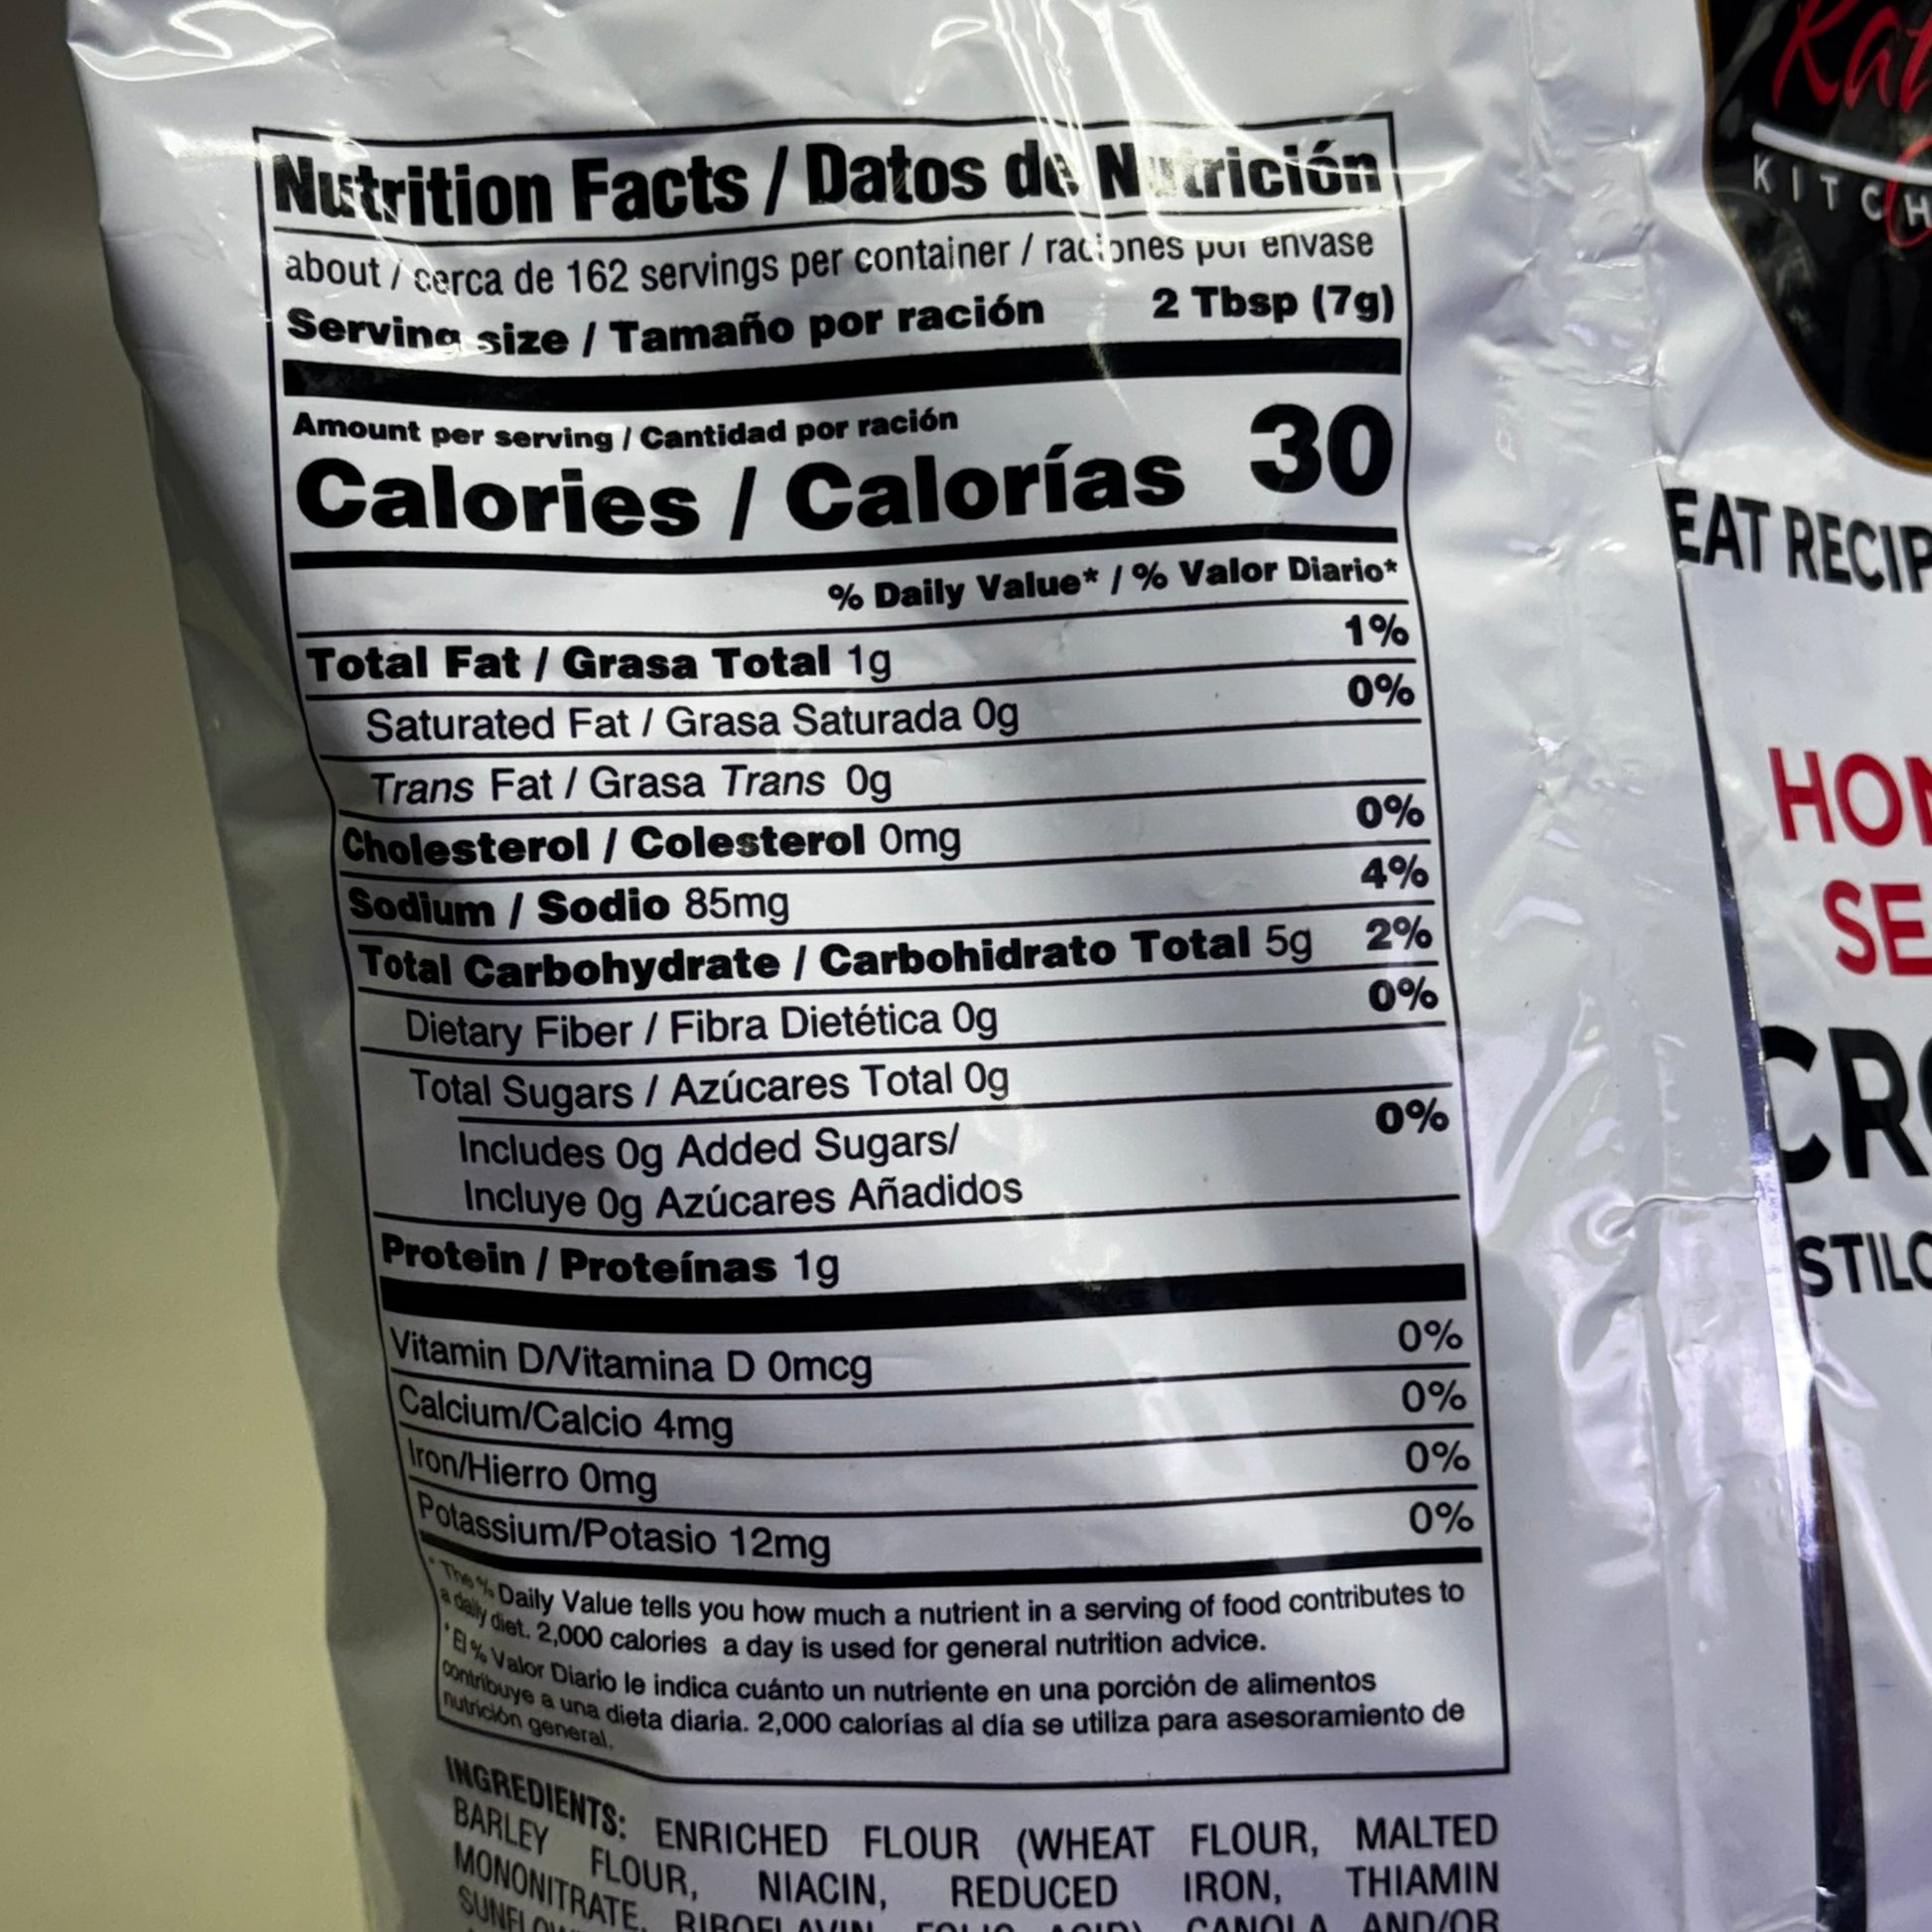 Nutrition Facts / Datos de Nutrición
about / cerca de 162 servings per container / raciones por envase
Serving size / Tamaño por ración 2 Tbsp (7g)
Amount per serving / Cantidad por ración
Calories / Calorías 30
% Daily Value* / % Valor Diario*
Total Fat / Grasa Total 1g 1%
Saturated Fat / Grasa Saturada 0g 0%
Trans Fat / Grasa Trans 0g
Cholesterol / Colesterol 0mg 0%
Sodium / Sodio 85mg 4%
Total Carbohydrate / Carbohidrato Total 5g 2%
Dietary Fiber / Fibra Dietética 0g 0%
Total Sugars / Azúcares Total 0g
Includes 0g Added Sugars/ 0%
Incluye 0g Azúcares Añadidos
Protein / Proteínas 1g
Vitamin D/Vitamina D 0mcg 0%
Calcium/Calcio 4mg 0%
Iron/Hierro 0mg 0%
Potassium/Potasio 12mg 0%
* The % Daily Value tells you how much a nutrient in a serving of food contributes to
a daily diet. 2,000 calories a day is used for general nutrition advice.
* El % Valor Diario le indica cuánto un nutriente en una porción de alimentos
contribuye a una dieta diaria. 2,000 calorías al día se utiliza para asesoramiento de
nutrición general.
INGREDIENTS: ENRICHED FLOUR (WHEAT FLOUR, MALTED
BARLEY FLOUR, NIACIN, REDUCED IRON, THIAMIN
MONONITRATE, RIBOFLAVIN, FOLIC ACID), CANOLA AND/OR
KITCH
EAT RECIP
HOM
SE
CRO
STILO